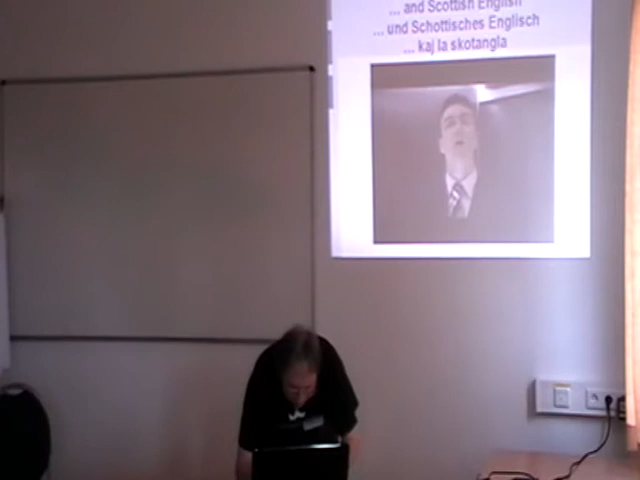 ... and Scottish English
... und Schottisches Englisch
... kaj la skotangla